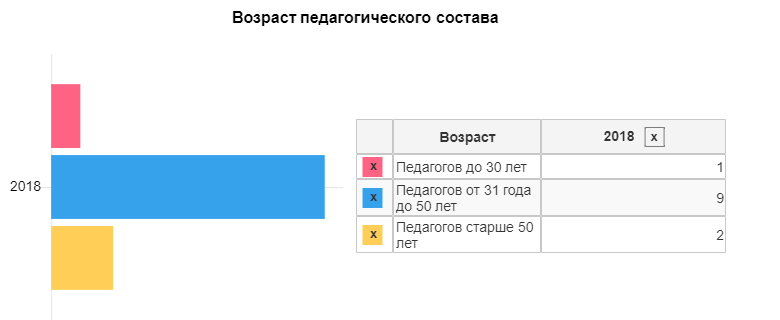 Возраст педагогического состава
2018
Возраст 2018 x
x Педагогов до 30 лет 1
x Педагогов от 31 года
до 50 лет 9
x Педагогов старше 50
лет 2